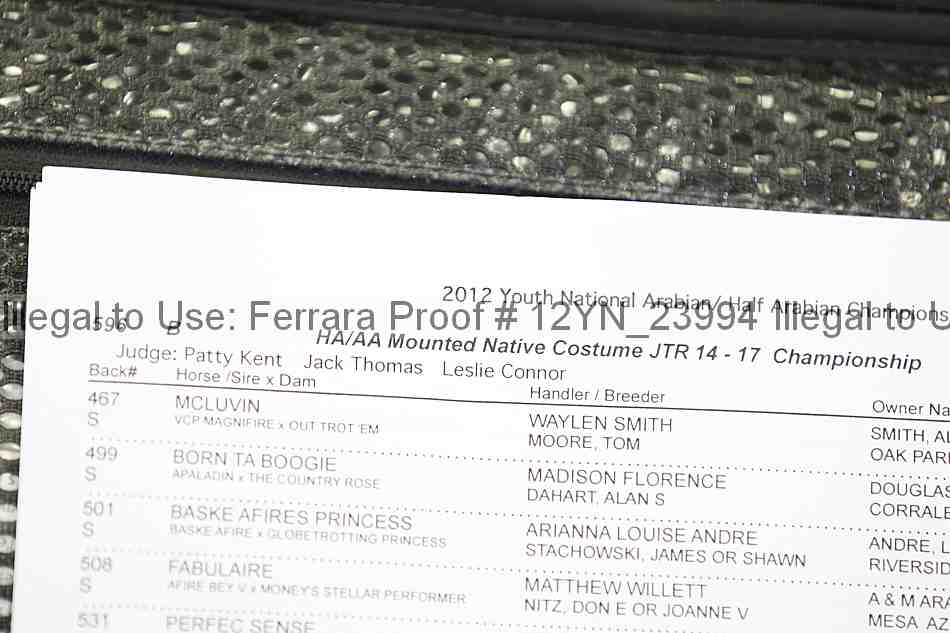 2012 Youth National Arabian/ Half Arabian Champions
Illegal to Use: Ferrara Proof # 12YN_23994 Illegal to U
596 B HA/AA Mounted Native Costume JTR 14 - 17 Championship
Judge: Patty Kent Jack Thomas Leslie Connor
Back# Horse /Sire x Dam Handler / Breeder Owner Na
467 MCLUVIN WAYLEN SMITH SMITH, AL
S VCP MAGNIFIRE x OUT TROT 'EM MOORE, TOM OAK PAR
499 BORN TA BOOGIE MADISON FLORENCE DOUGLAS
S APALADIN x THE COUNTRY ROSE DAHART, ALAN S CORRALE
501 BASKE AFIRES PRINCESS ARIANNA LOUISE ANDRE ANDRE, L
S BASKE AFIRE x GLOBETROTTING PRINCESS STACHOWSKI, JAMES OR SHAWN RIVERSID
508 FABULAIRE MATTHEW WILLETT A & M ARA
S AFIRE BEY V x MONEY'S STELLAR PERFORMER NITZ, DON E OR JOANNE V MESA AZ
531 PERFEC SENSE